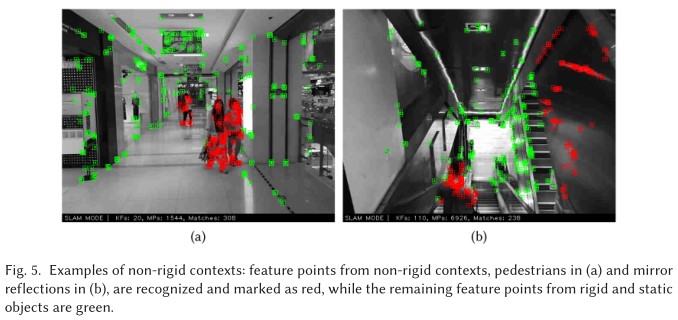 SLAM MODE | KFs: 20, MPs: 1544, Matches: 308
SLAM MODE | KFs: 110, MPs: 6926, Matches: 238
(a)
(b)
Fig. 5. Examples of non-rigid contexts: feature points from non-rigid contexts, pedestrians in (a) and mirror
reflections in (b), are recognized and marked as red, while the remaining feature points from rigid and static
objects are green.